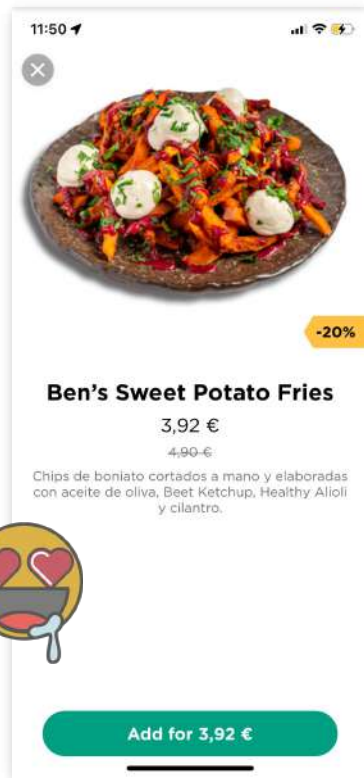 11:50
-20%
Ben's Sweet Potato Fries
3,92 €
4,90 €
Chips de boniato cortados a mano y elaboradas
con aceite de oliva, Beet Ketchup, Healthy Alioli
y cilantro.
Add for 3,92 €